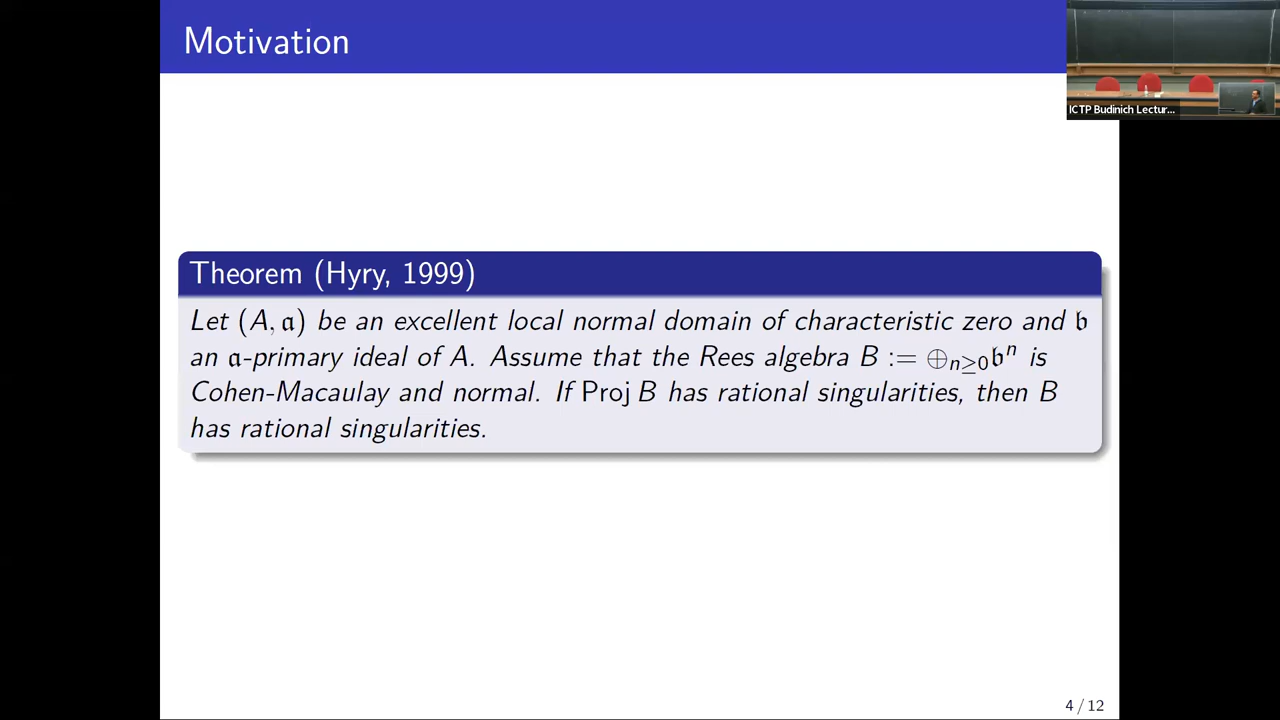 Motivation
ICTP Budinich Lectur...
Theorem (Hyry, 1999)
Let (A, 𝔞) be an excellent local normal domain of characteristic zero and 𝔟
an 𝔞-primary ideal of A. Assume that the Rees algebra B := ⊕_{n≥0}𝔟^n is
Cohen-Macaulay and normal. If Proj B has rational singularities, then B
has rational singularities.
4 / 12